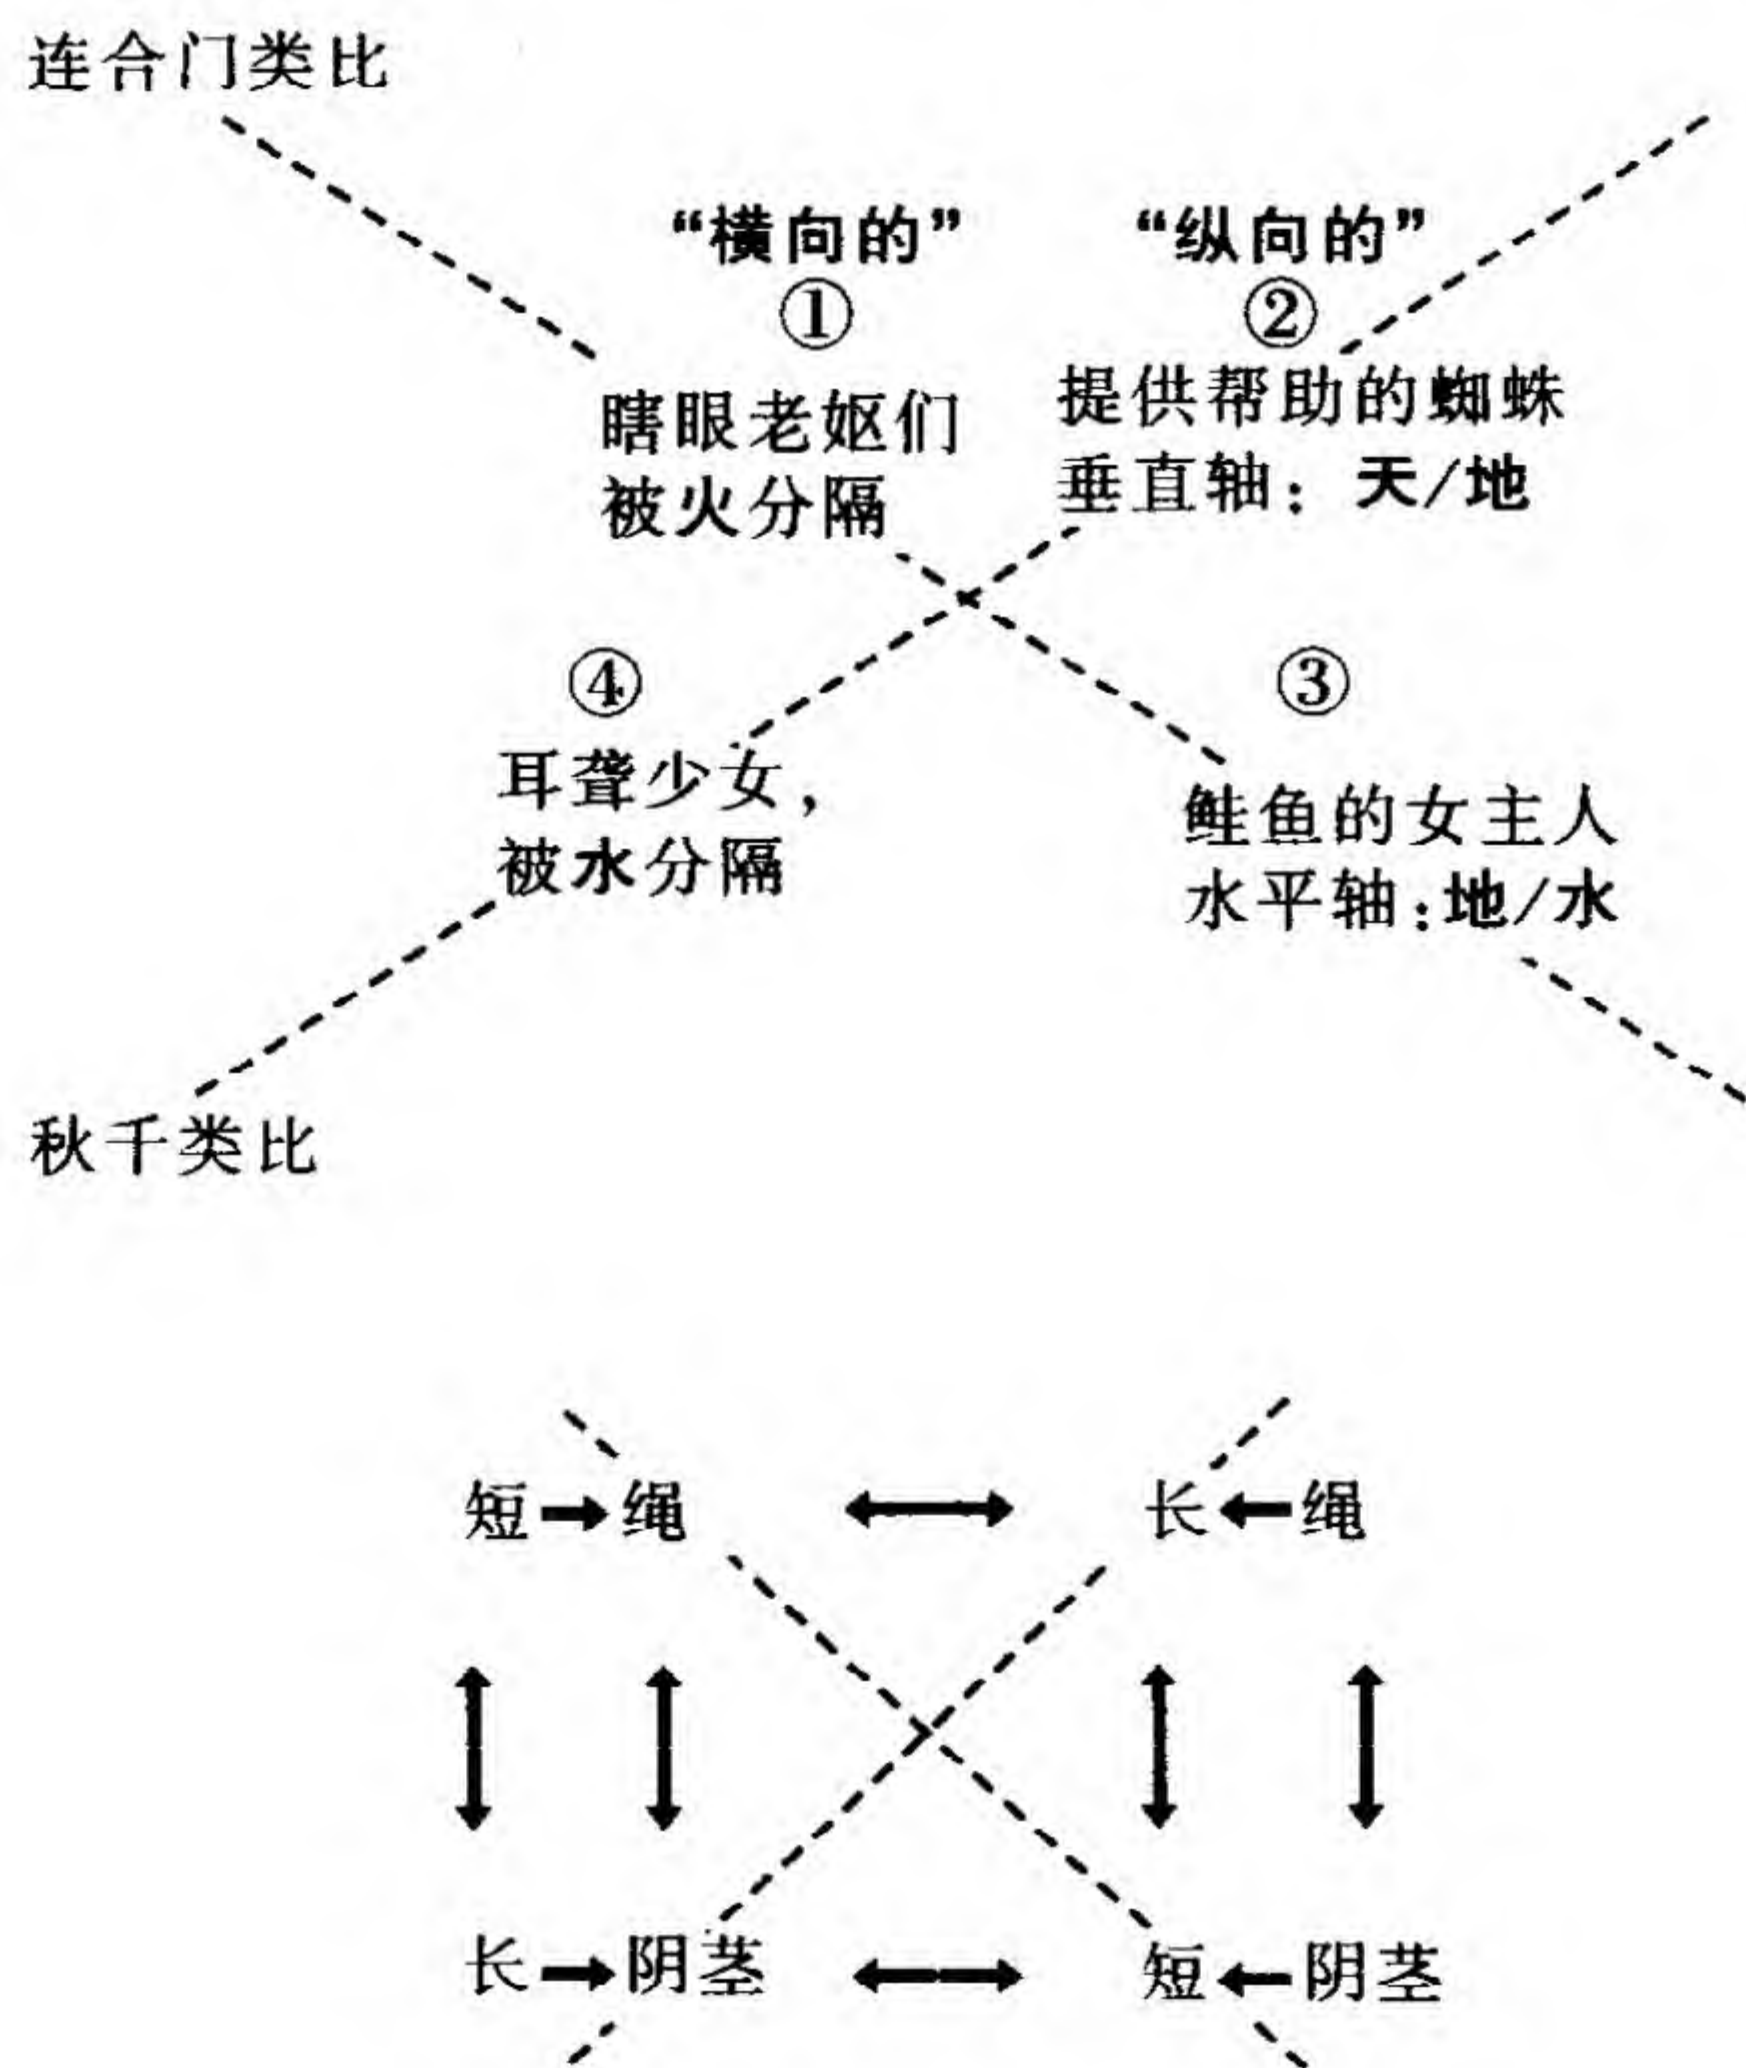 连合门类比
“横向的” “纵向的”
① ②
瞎眼老妪们 提供帮助的蜘蛛
被火分隔 垂直轴：天/地
④ ③
耳聋少女， 鲑鱼的女主人
被水分隔 水平轴：地/水
秋千类比
短→绳 ↔ 长←绳
长→阴茎 ↔ 短←阴茎